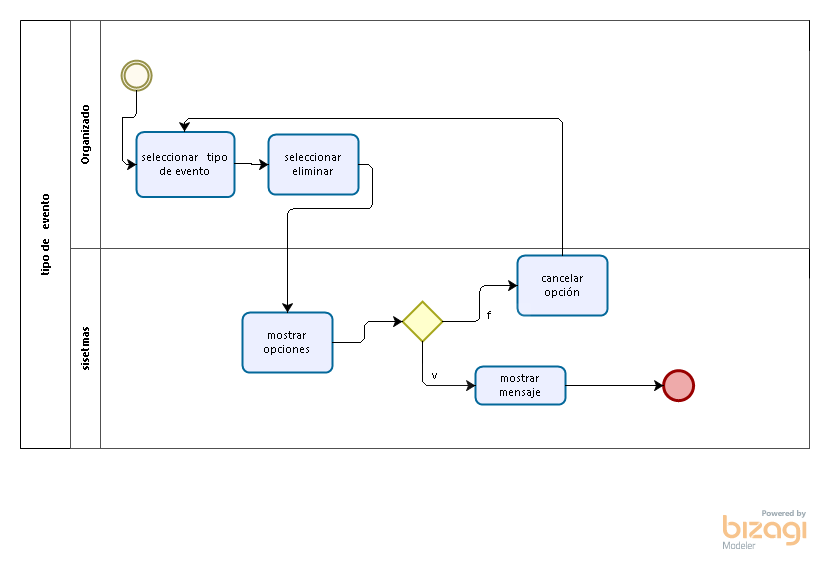 tipo de evento
Organizado
seleccionar tipo
de evento
seleccionar
eliminar
sisetmas
cancelar
opción
mostrar
opciones
f
v
mostrar
mensaje
Powered by
bizagi
Modeler